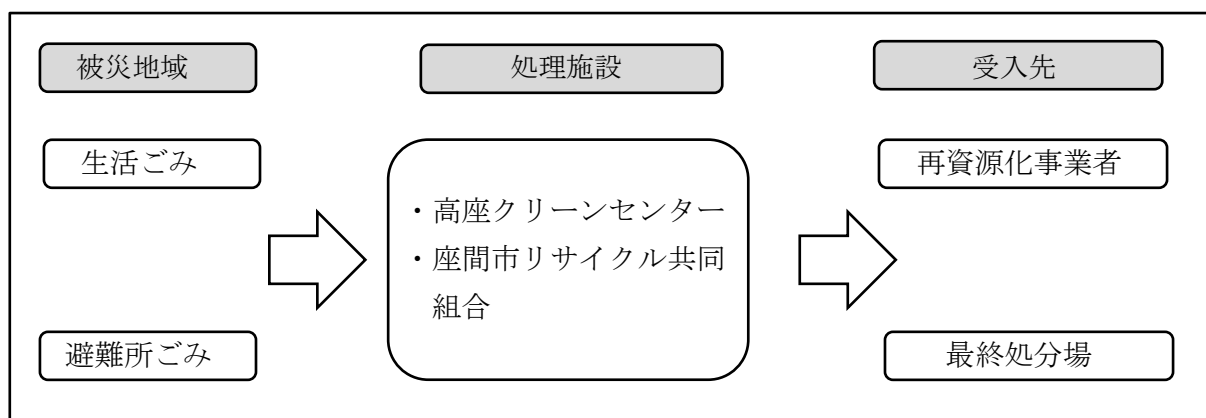 被災地域
処理施設
受入先
生活ごみ
避難所ごみ
・高座クリーンセンター
・座間市リサイクル共同
組合
再資源化事業者
最終処分場